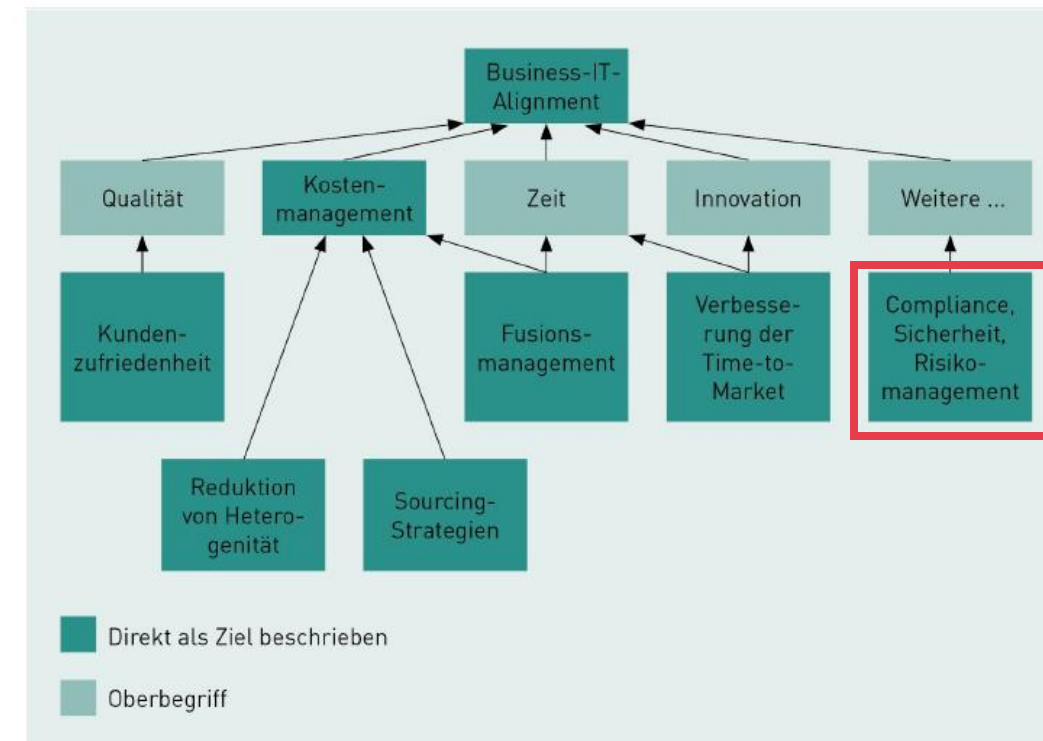 Business-IT-
Alignment
Qualität
Kosten-
management
Zeit
Innovation
Weitere ...
Kunden-
zufriedenheit
Fusions-
management
Verbesse-
rung der
Time-to-
Market
Compliance,
Sicherheit,
Risiko-
management
Reduktion
von Hetero-
genität
Sourcing-
Strategien
Direkt als Ziel beschrieben
Oberbegriff